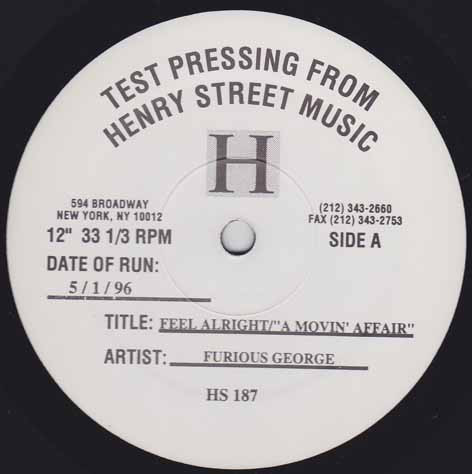 TEST PRESSING FROM
HENRY STREET MUSIC
H
594 BROADWAY
NEW YORK, NY 10012
(212) 343-2660
FAX (212) 343-2753
12" 33 1/3 RPM
SIDE A
DATE OF RUN:
5/1/96
TITLE: FEEL ALRIGHT/"A MOVIN' AFFAIR"
ARTIST: FURIOUS GEORGE
HS 187